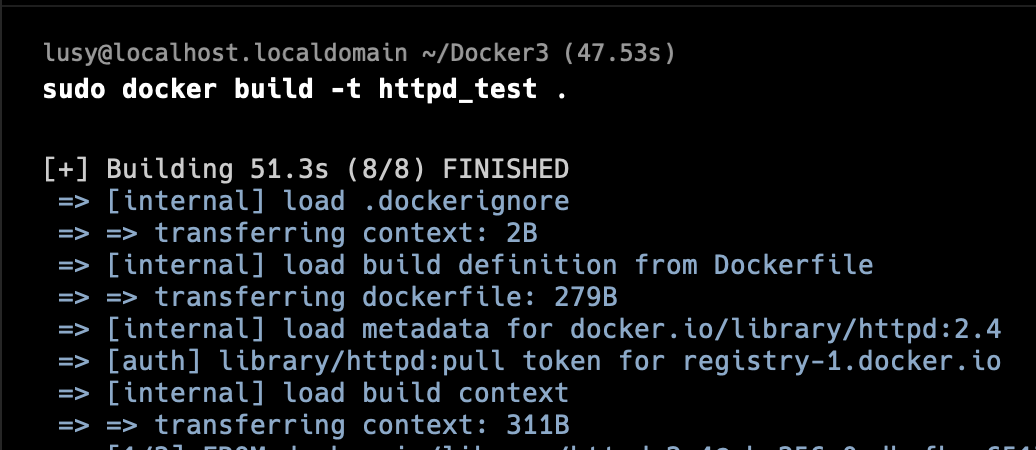 lusy@localhost.localdomain ~/Docker3 (47.53s)
sudo docker build -t httpd_test .
[+] Building 51.3s (8/8) FINISHED
=> [internal] load .dockerignore
=> => transferring context: 2B
=> [internal] load build definition from Dockerfile
=> => transferring dockerfile: 279B
=> [internal] load metadata for docker.io/library/httpd:2.4
=> [auth] library/httpd:pull token for registry-1.docker.io
=> [internal] load build context
=> => transferring context: 311B